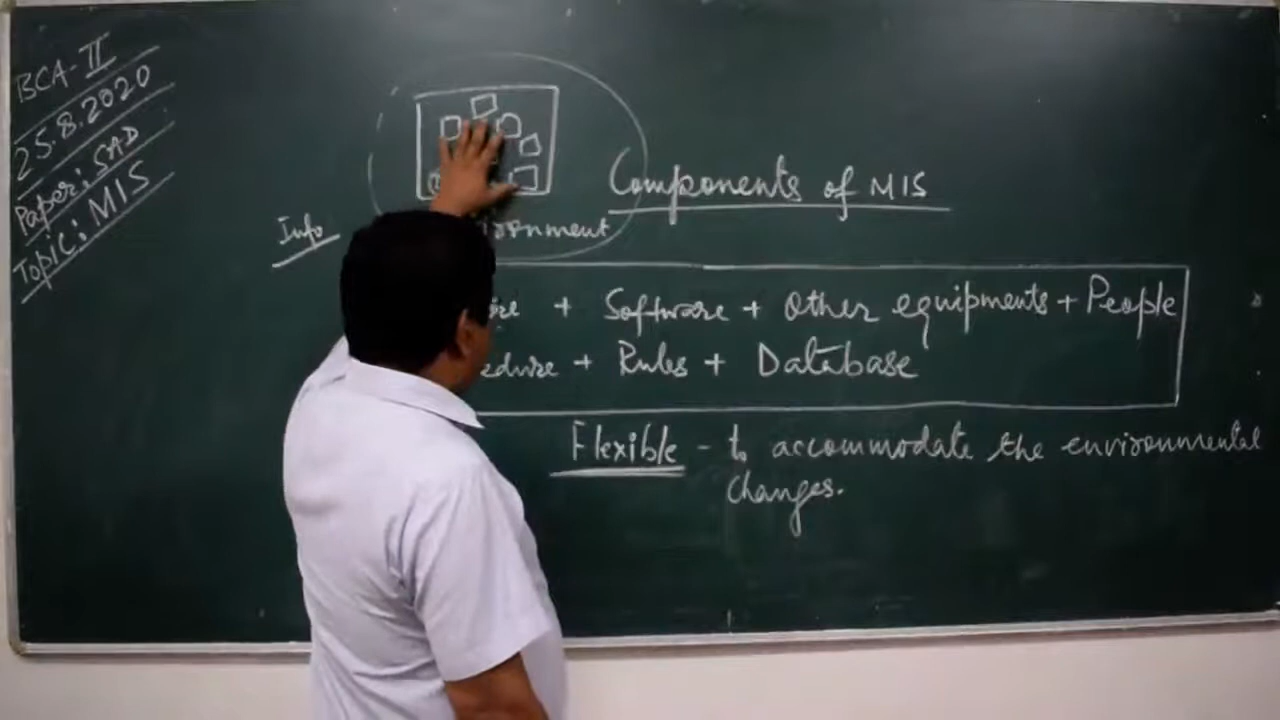 BCA-II
25.8.2020
Paper: SAD
Topic: MIS
Components of MIS
Info
+ Software + Other equipments + People
+ Rules + Database
Flexible - to accommodate the environmental
changes.